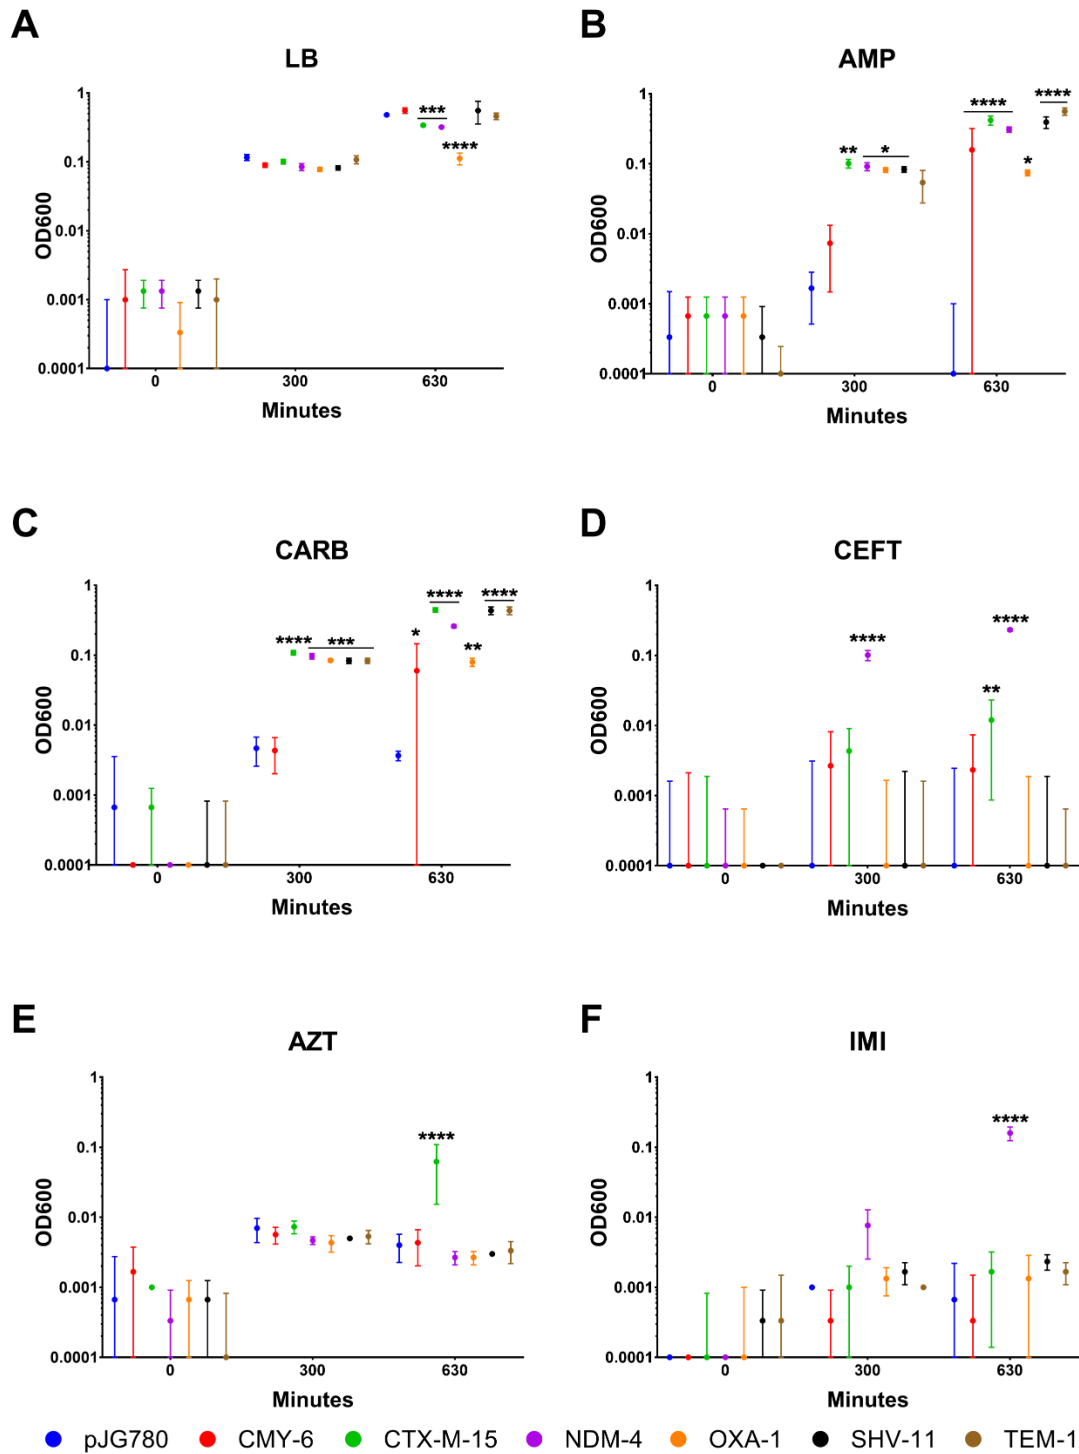 A
LB
1
0.1
0.01
0.001
0.0001
OD600
***
****
0 300 630
Minutes
B
AMP
1
0.1
0.01
0.001
0.0001
OD600
** * **** * ****
0 300 630
Minutes
C
CARB
1
0.1
0.01
0.001
0.0001
OD600
**** *** * **** ** ****
0 300 630
Minutes
D
CEFT
1
0.1
0.01
0.001
0.0001
OD600
**** ** ****
0 300 630
Minutes
E
AZT
1
0.1
0.01
0.001
0.0001
OD600
****
0 300 630
Minutes
F
IMI
1
0.1
0.01
0.001
0.0001
OD600
****
0 300 630
Minutes
pJG780 CMY-6 CTX-M-15 NDM-4 OXA-1 SHV-11 TEM-1